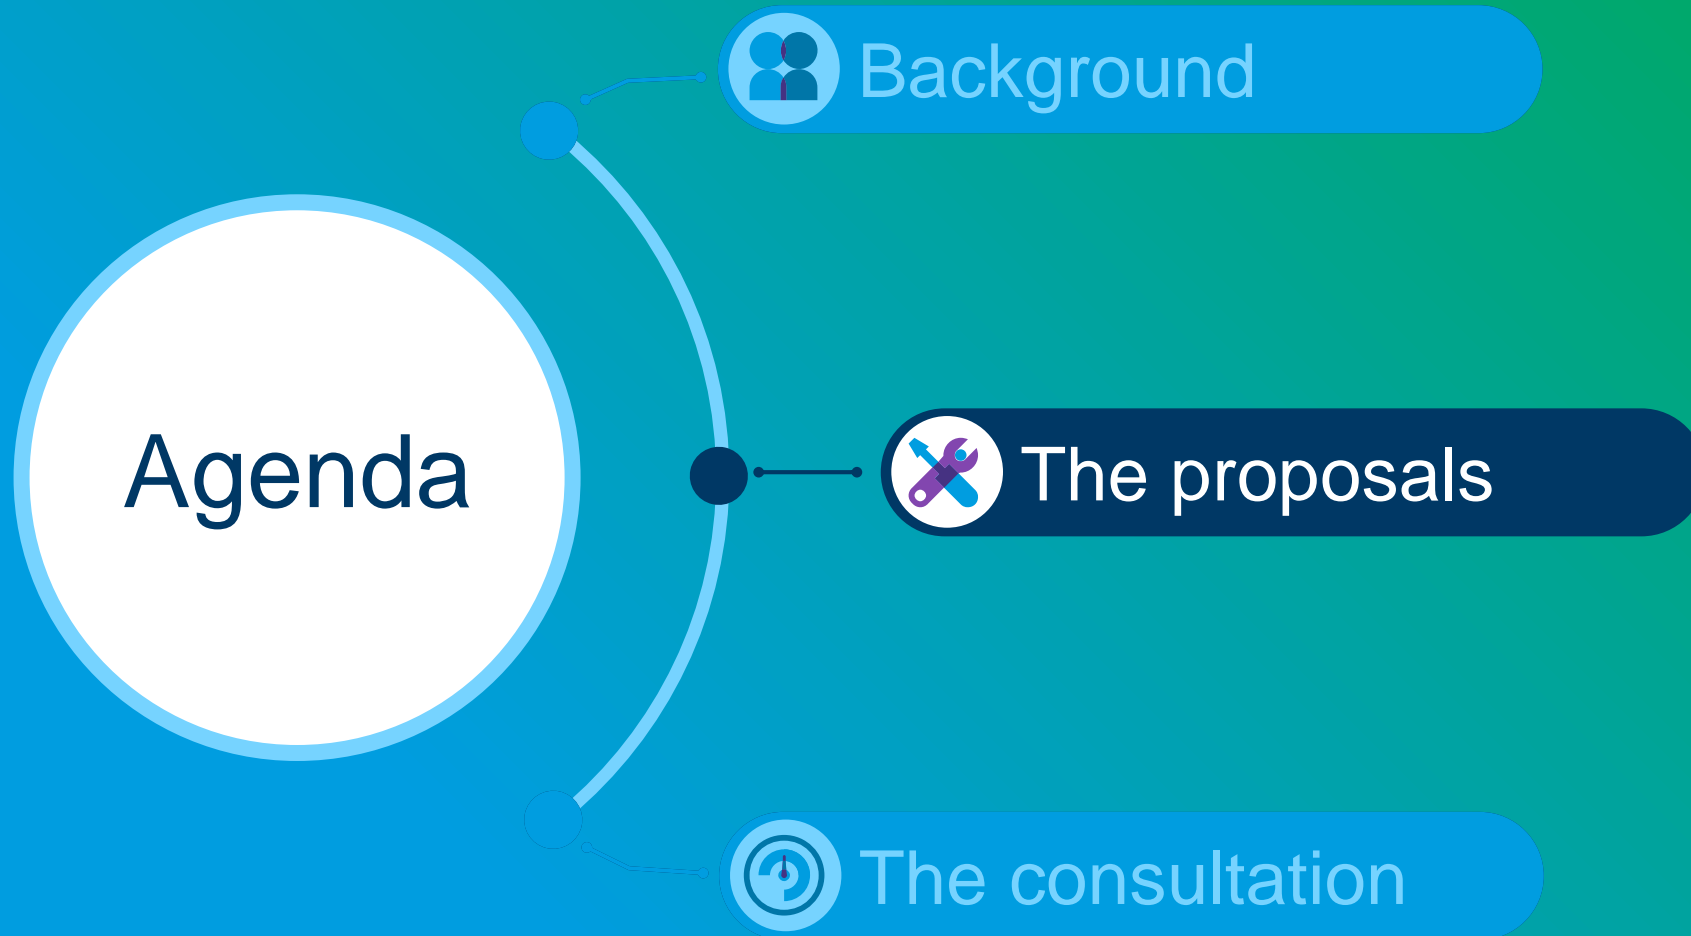 Agenda
Background
The proposals
The consultation